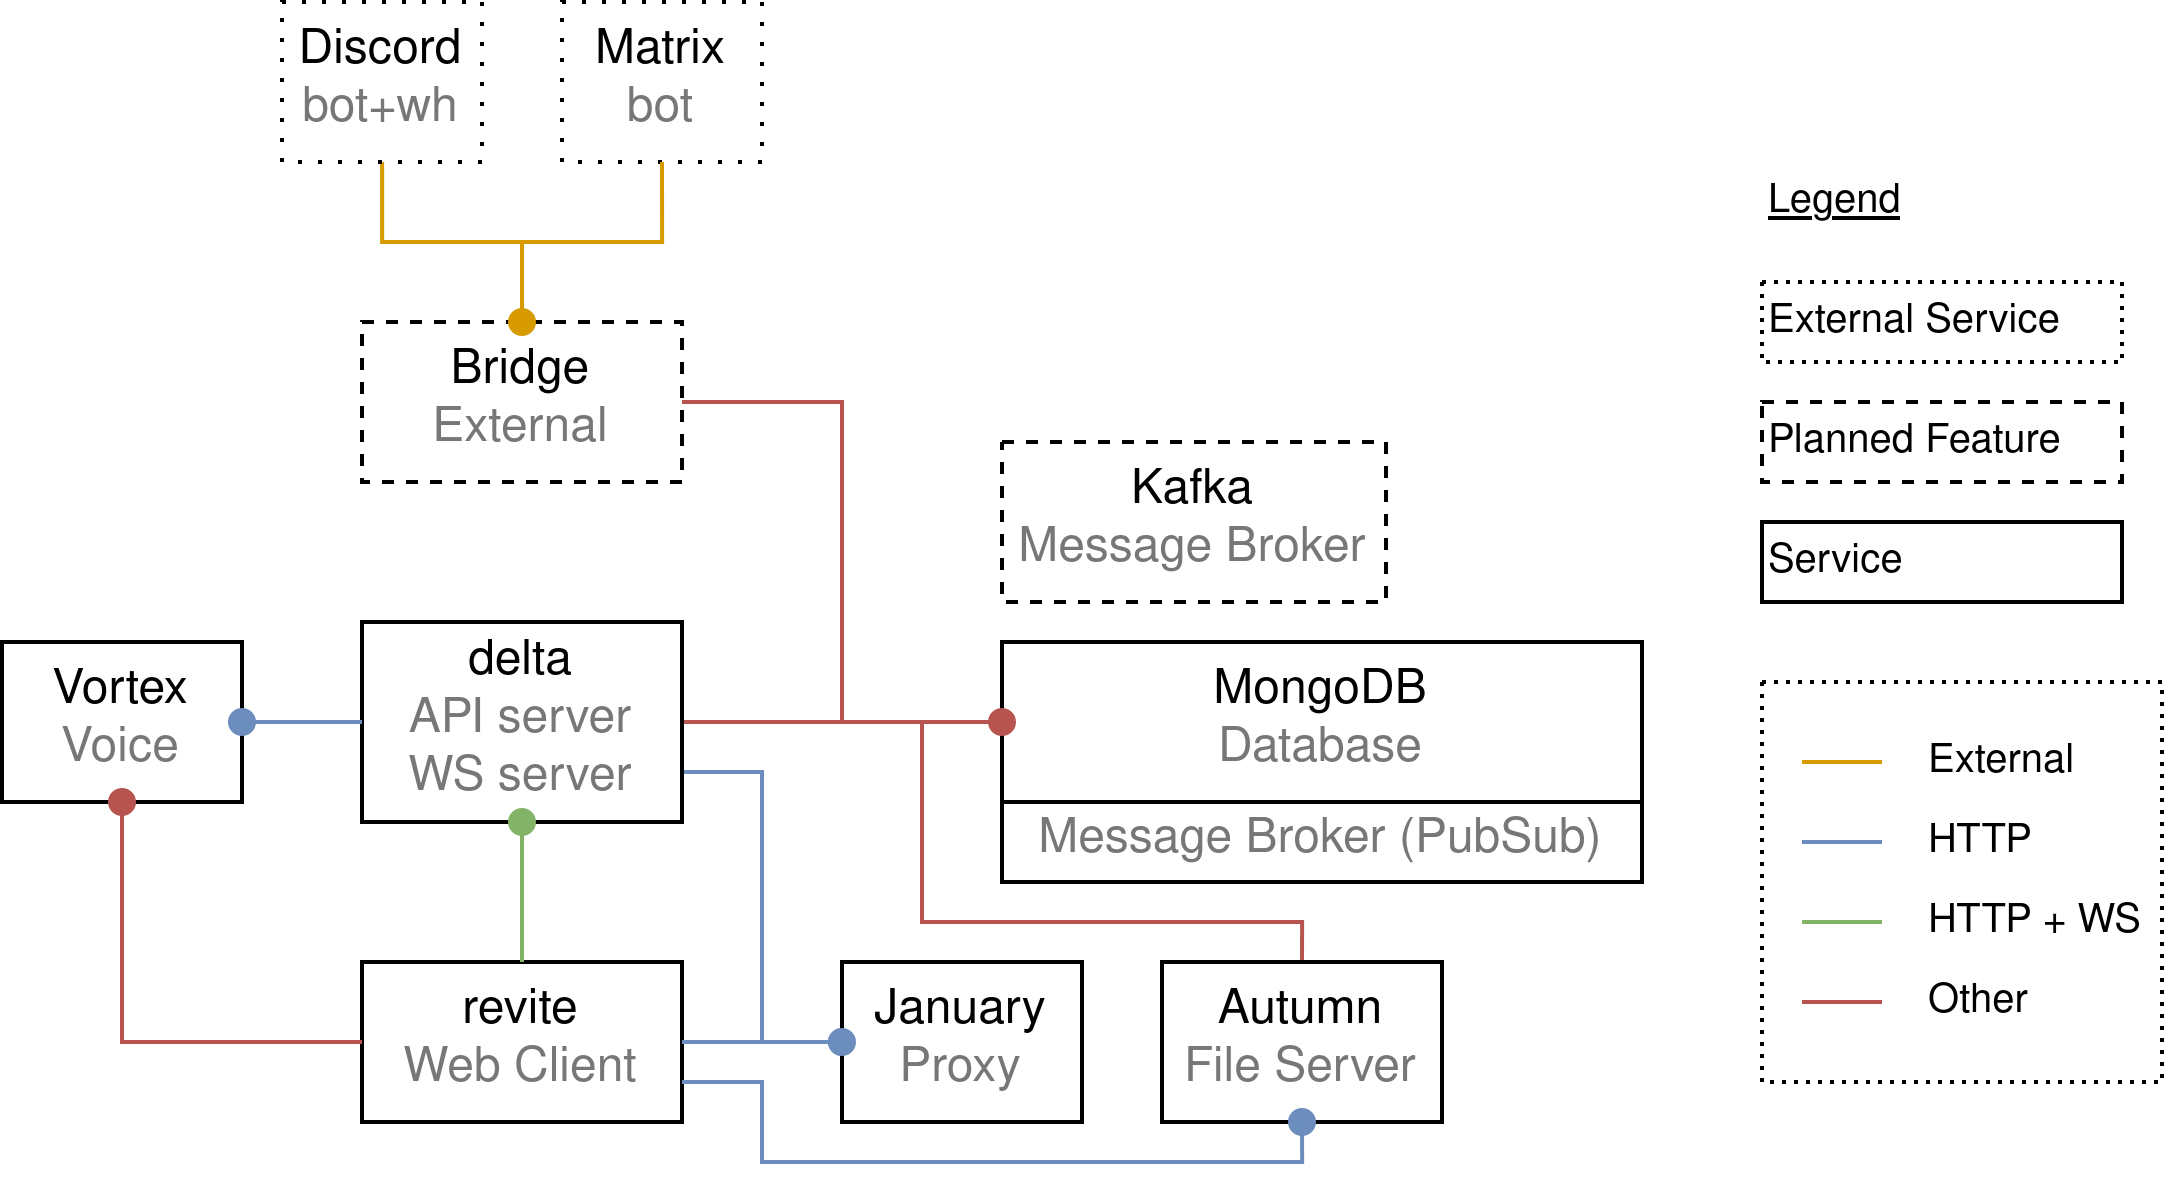 Discord
bot+wh
Matrix
bot
Bridge
External
Kafka
Message Broker
Vortex
Voice
delta
API server
WS server
MongoDB
Database
Message Broker (PubSub)
revite
Web Client
January
Proxy
Autumn
File Server
Legend
External Service
Planned Feature
Service
External
HTTP
HTTP + WS
Other